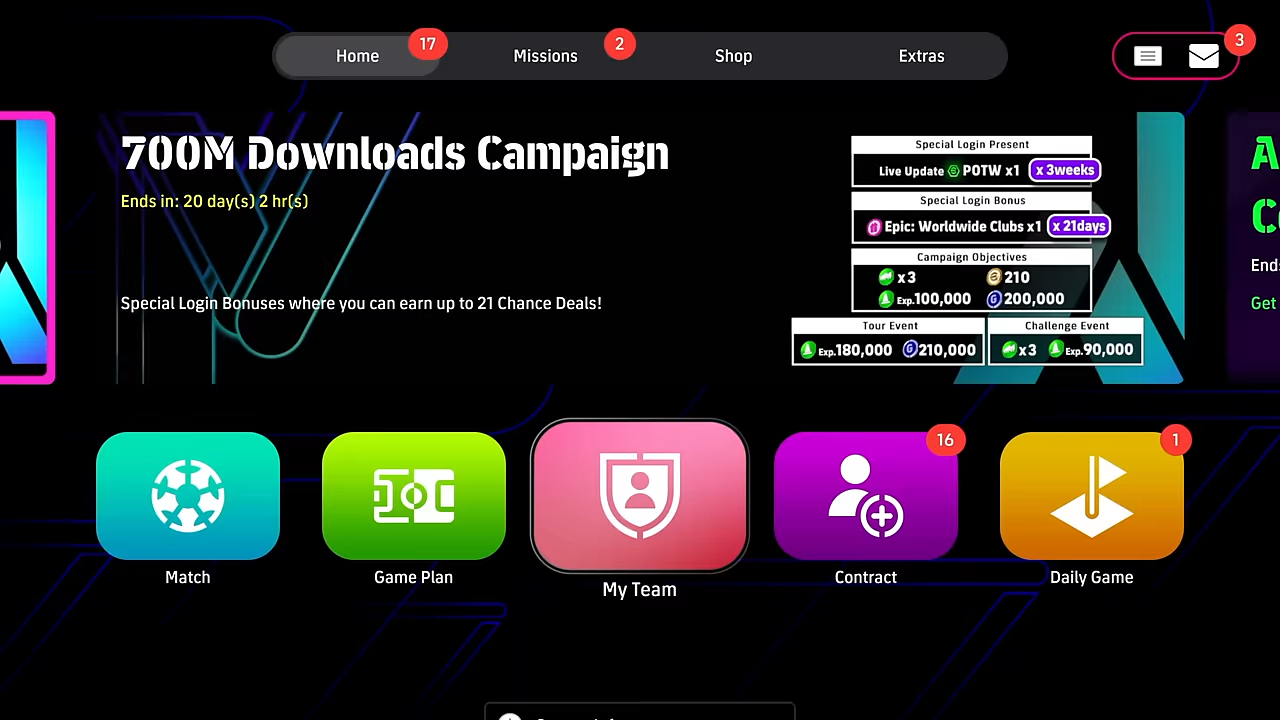 Home
17
Missions
2
Shop
Extras
3
700M Downloads Campaign
Ends in: 20 day(s) 2 hr(s)
Special Login Bonuses where you can earn up to 21 Chance Deals!
Special Login Present
Live Update POTW x1 x 3weeks
Special Login Bonus
Epic: Worldwide Clubs x1 x 21days
Campaign Objectives
x3 210
Exp.100,000 200,000
Tour Event
Exp.180,000 210,000
Challenge Event
x3 Exp.90,000
Get
Match
Game Plan
My Team
16
Contract
1
Daily Game